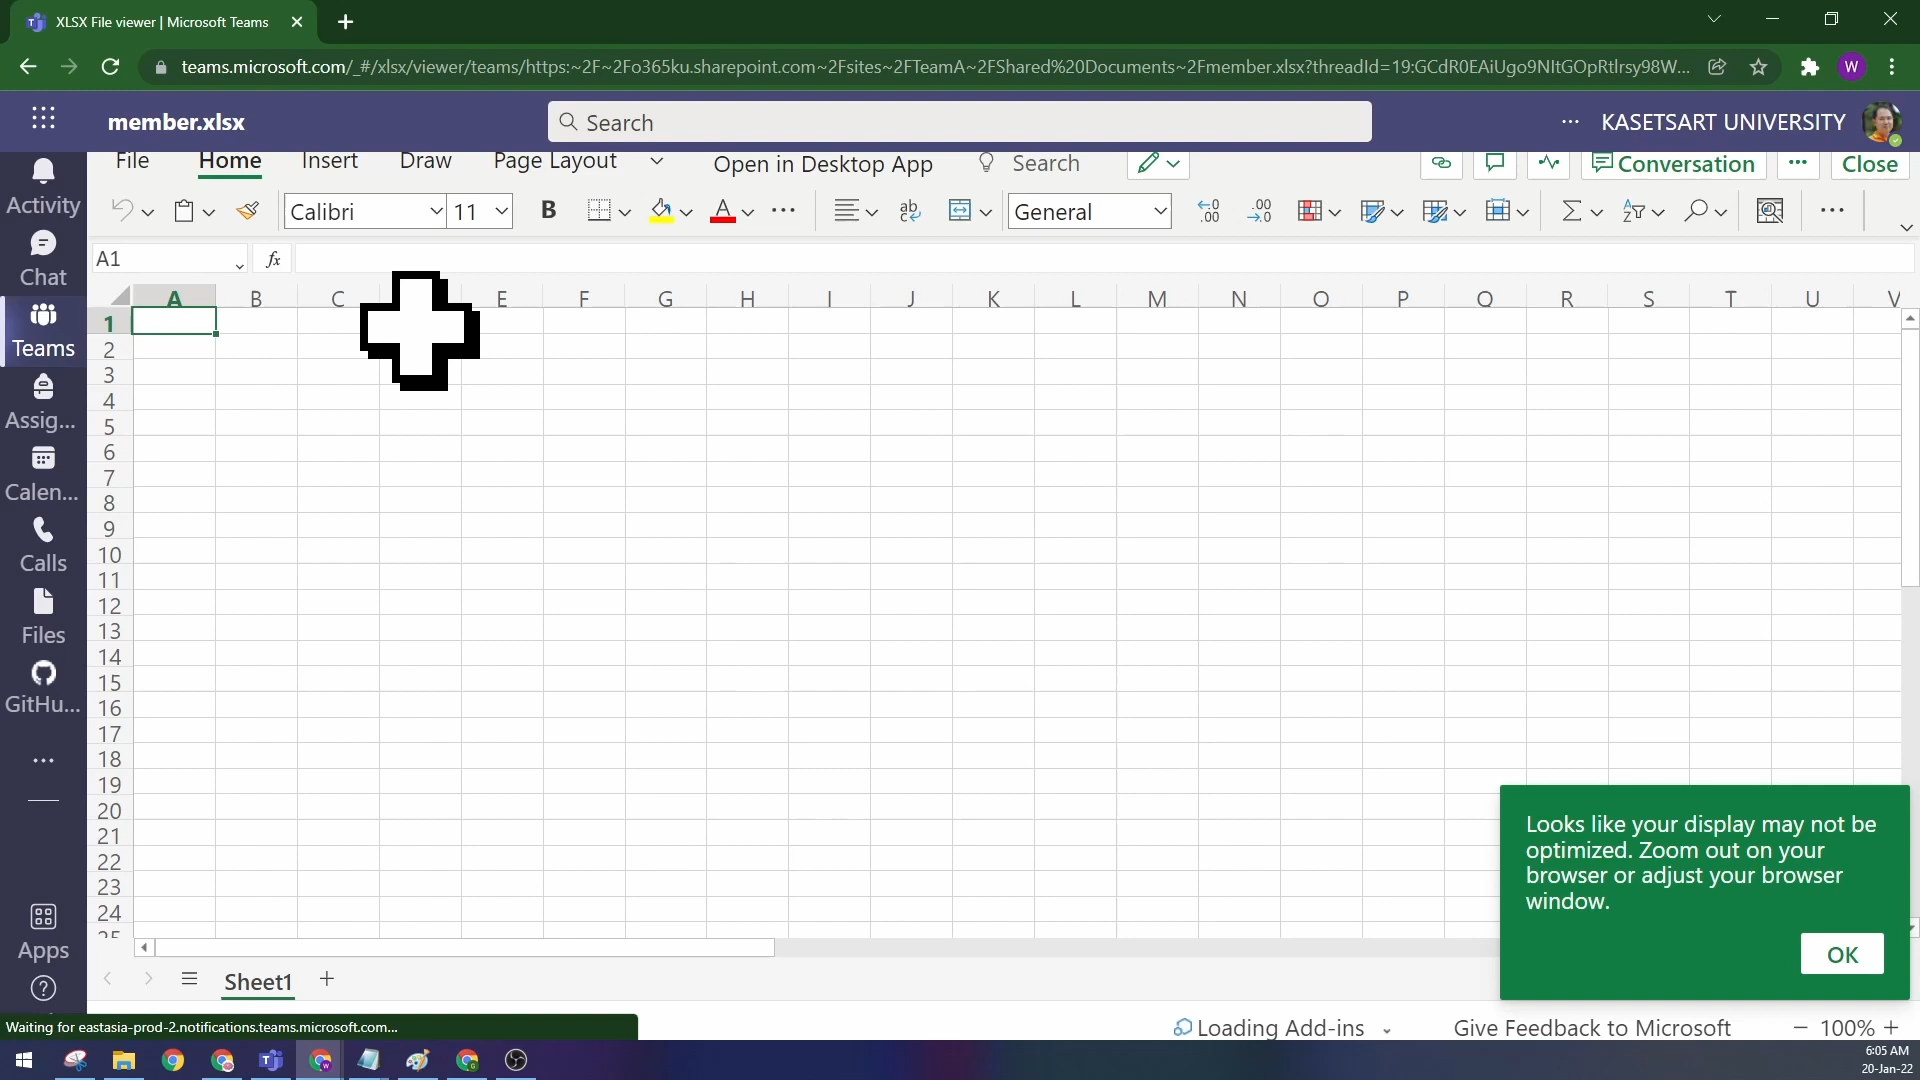 XLSX File viewer | Microsoft Teams
teams.microsoft.com/_#/xlsx/viewer/teams/https:~2F~2Fo365ku.sharepoint.com~2Fsites~2FTeamA~2FShared%20Documents~2Fmember.xlsx?threadId=19:GCdR0EAiUgo9NItGOpRtlrsy98W...
W
member.xlsx
Search
KASETSART UNIVERSITY
File Home Insert Draw Page Layout Open in Desktop App Search Conversation Close
Calibri 11 B A ab General
A1 fx
A B C E F G H I J K L M N O P Q R S T U V
1
2
3
4
5
6
7
8
9
10
11
12
13
14
15
16
17
18
19
20
21
22
23
24
25
Activity
Chat
Teams
Assig...
Calen...
Calls
Files
GitHu...
Apps
Looks like your display may not be
optimized. Zoom out on your
browser or adjust your browser
window.
OK
Sheet1
Waiting for eastasia-prod-2.notifications.teams.microsoft.com...
Loading Add-ins
Give Feedback to Microsoft
100%
6:05 AM
20-Jan-22